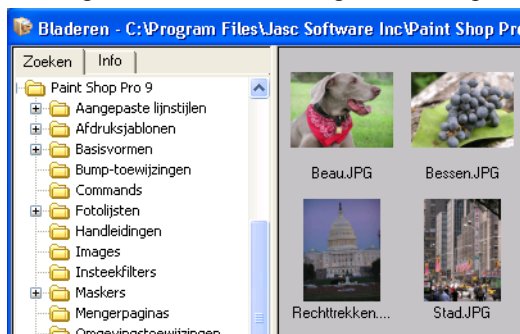 Bladeren - C:\Program Files\Jasc Software Inc\Paint Shop Pro
Zoeken Info
Paint Shop Pro 9
Aangepaste lijnstijlen
Afdruksjablonen
Basisvormen
Bump-toewijzingen
Commands
Fotolijsten
Handleidingen
Images
Insteekfilters
Maskers
Mengerpaginas
Omgevingstoewijzingen
Beau.JPG
Bessen.JPG
Rechttrekken....
Stad.JPG